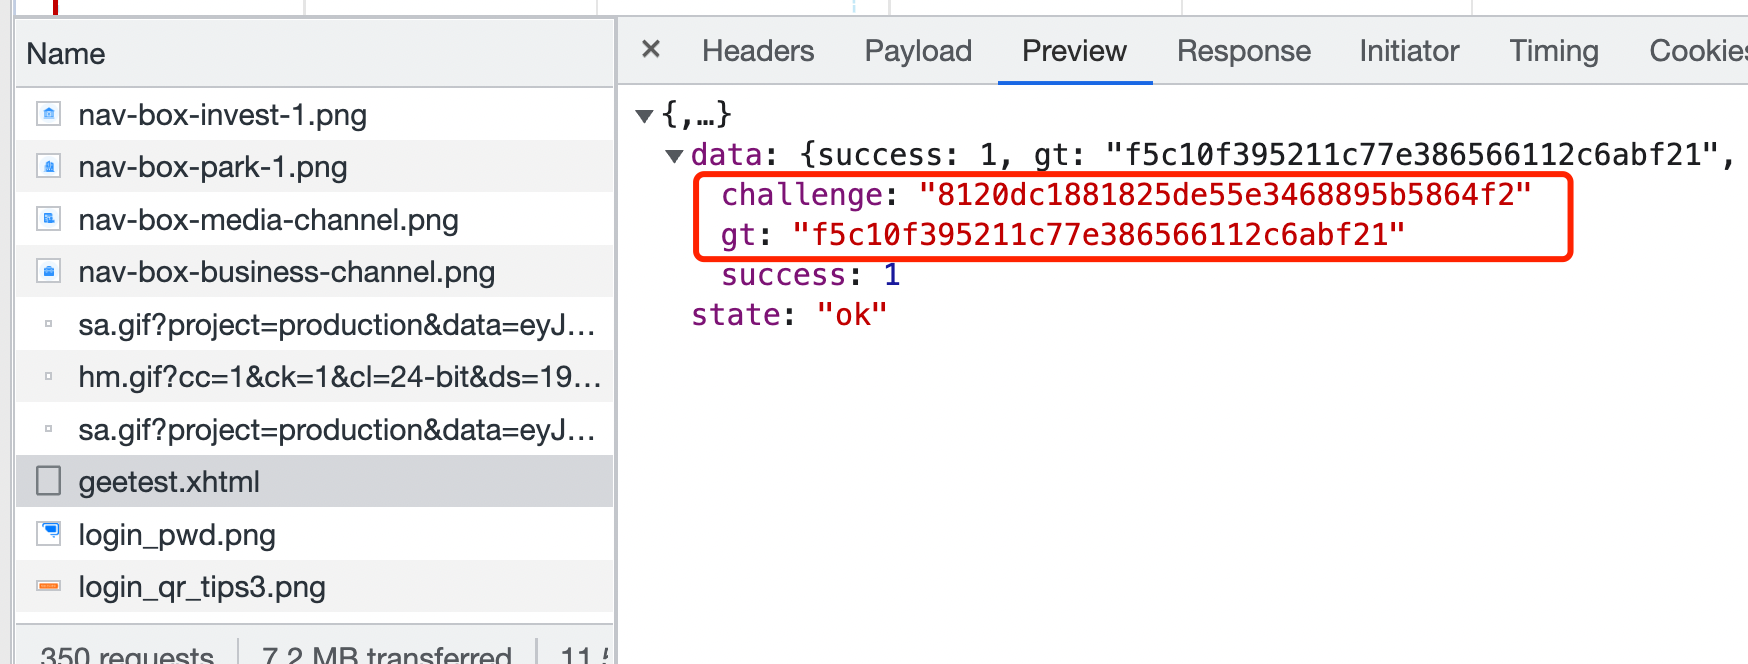 Name
nav-box-invest-1.png
nav-box-park-1.png
nav-box-media-channel.png
nav-box-business-channel.png
sa.gif?project=production&data=eyJ...
hm.gif?cc=1&ck=1&cl=24-bit&ds=19...
sa.gif?project=production&data=eyJ...
geetest.xhtml
login_pwd.png
login_qr_tips3.png
350 requests 7.2 MB transferred
× Headers Payload Preview Response Initiator Timing Cookies
▼{,…}
▼data: {success: 1, gt: "f5c10f395211c77e386566112c6abf21",
challenge: "8120dc1881825de55e3468895b5864f2"
gt: "f5c10f395211c77e386566112c6abf21"
success: 1
state: "ok"